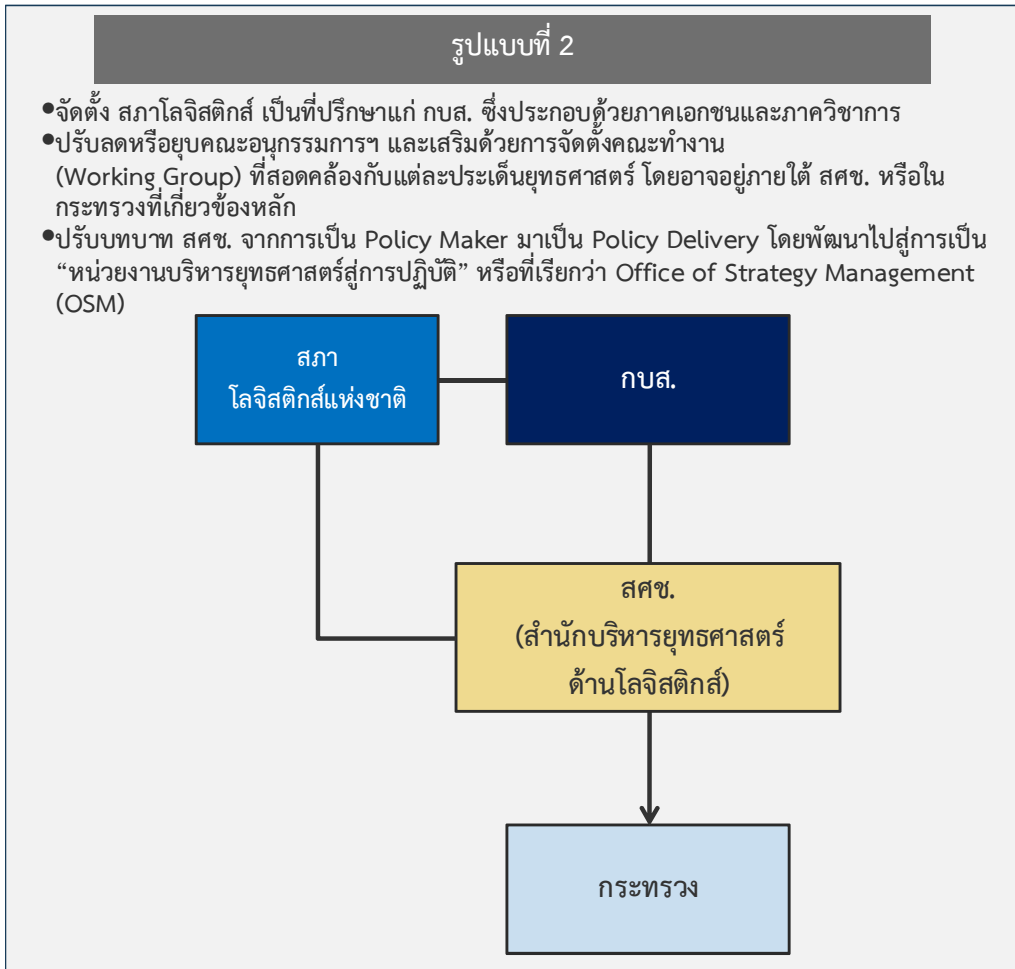 รูปแบบที่ 2
•จัดตั้ง สภาโลจิสติกส์ เป็นที่ปรึกษาแก่ กบส. ซึ่งประกอบด้วยภาคเอกชนและภาควิชาการ
•ปรับลดหรือยุบคณะอนุกรรมการฯ และเสริมด้วยการจัดตั้งคณะทำงาน
(Working Group) ที่สอดคล้องกับแต่ละประเด็นยุทธศาสตร์ โดยอาจอยู่ภายใต้ สศช. หรือใน
กระทรวงที่เกี่ยวข้องหลัก
•ปรับบทบาท สศช. จากการเป็น Policy Maker มาเป็น Policy Delivery โดยพัฒนาไปสู่การเป็น
“หน่วยงานบริหารยุทธศาสตร์สู่การปฏิบัติ” หรือที่เรียกว่า Office of Strategy Management
(OSM)
สภา
โลจิสติกส์แห่งชาติ
กบส.
สศช.
(สำนักบริหารยุทธศาสตร์
ด้านโลจิสติกส์)
กระทรวง